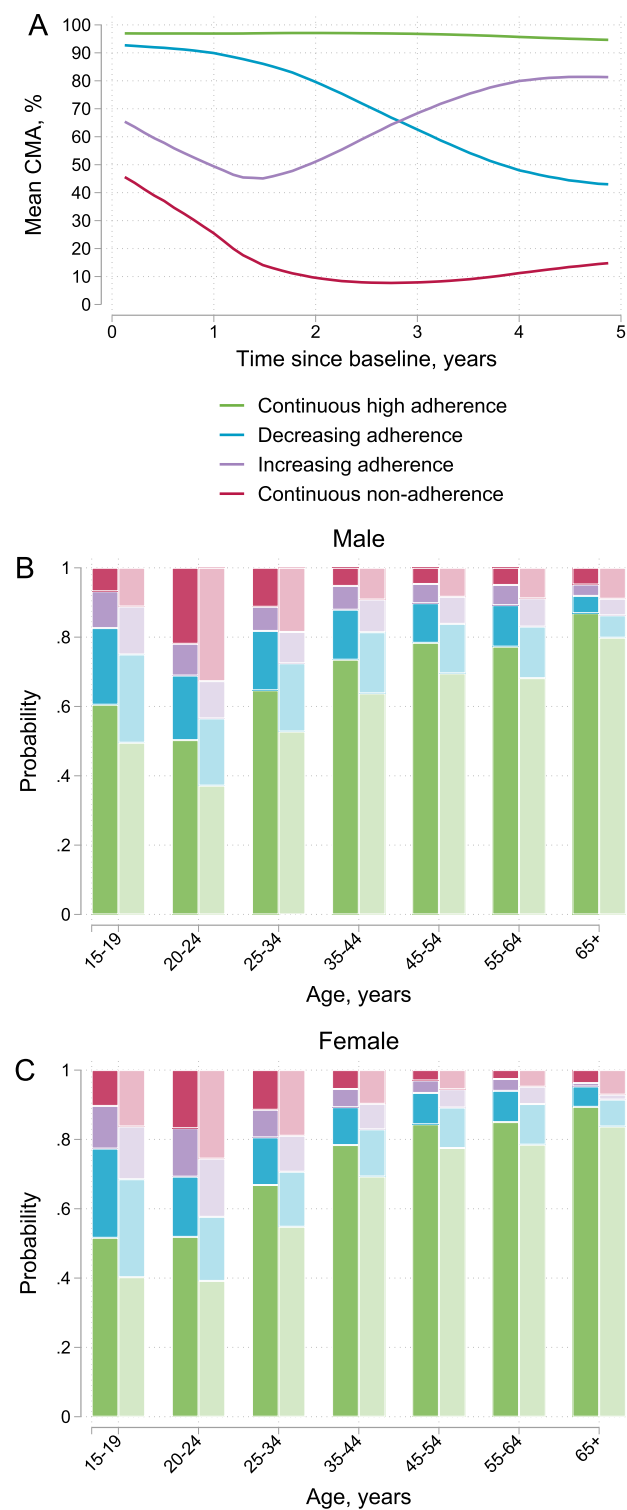 A
100
90
80
70
60
50
40
30
20
10
0
Mean CMA, %
0 1 2 3 4 5
Time since baseline, years
Continuous high adherence
Decreasing adherence
Increasing adherence
Continuous non-adherence
Male
B
1
.8
.6
.4
.2
0
Probability
15-19 20-24 25-34 35-44 45-54 55-64 65+
Age, years
Female
C
1
.8
.6
.4
.2
0
Probability
15-19 20-24 25-34 35-44 45-54 55-64 65+
Age, years